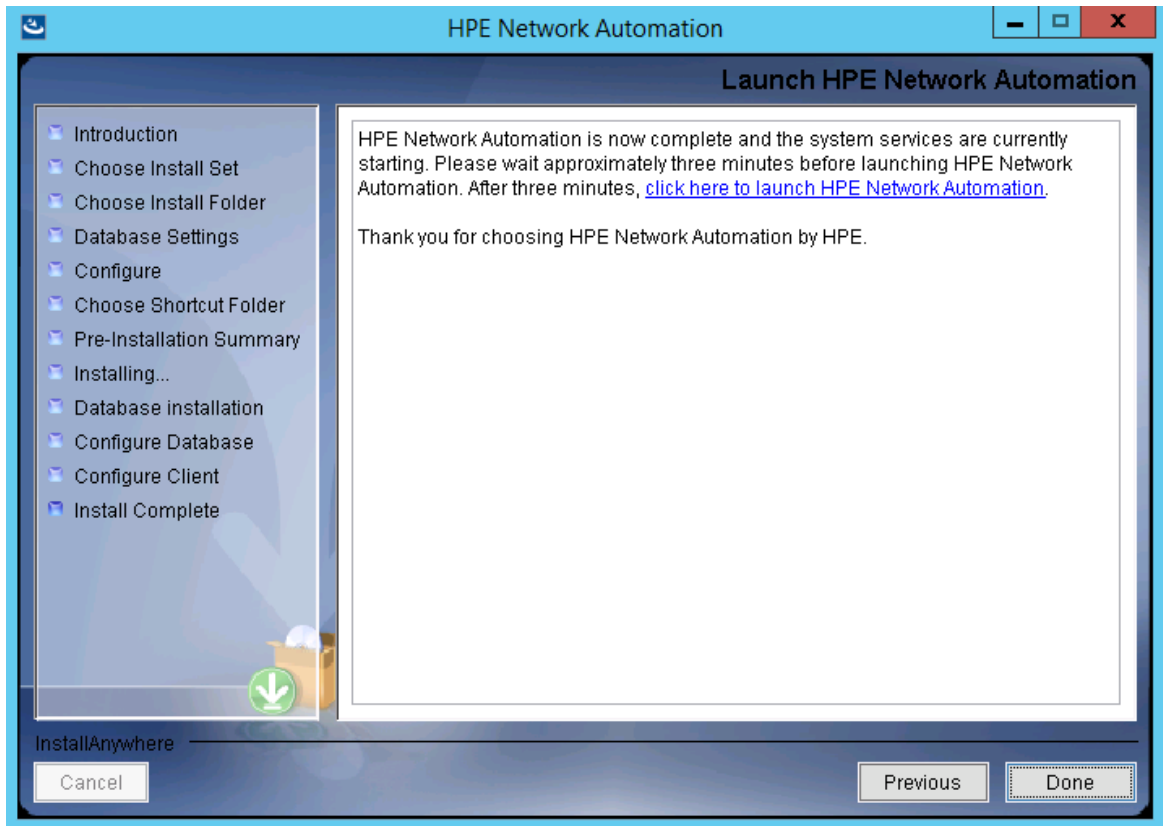 HPE Network Automation
X
Launch HPE Network Automation
Introduction
Choose Install Set
Choose Install Folder
Database Settings
Configure
Choose Shortcut Folder
Pre-Installation Summary
Installing...
Database installation
Configure Database
Configure Client
Install Complete
HPE Network Automation is now complete and the system services are currently
starting. Please wait approximately three minutes before launching HPE Network
Automation. After three minutes, click here to launch HPE Network Automation.
Thank you for choosing HPE Network Automation by HPE.
InstallAnywhere
Cancel
Previous
Done